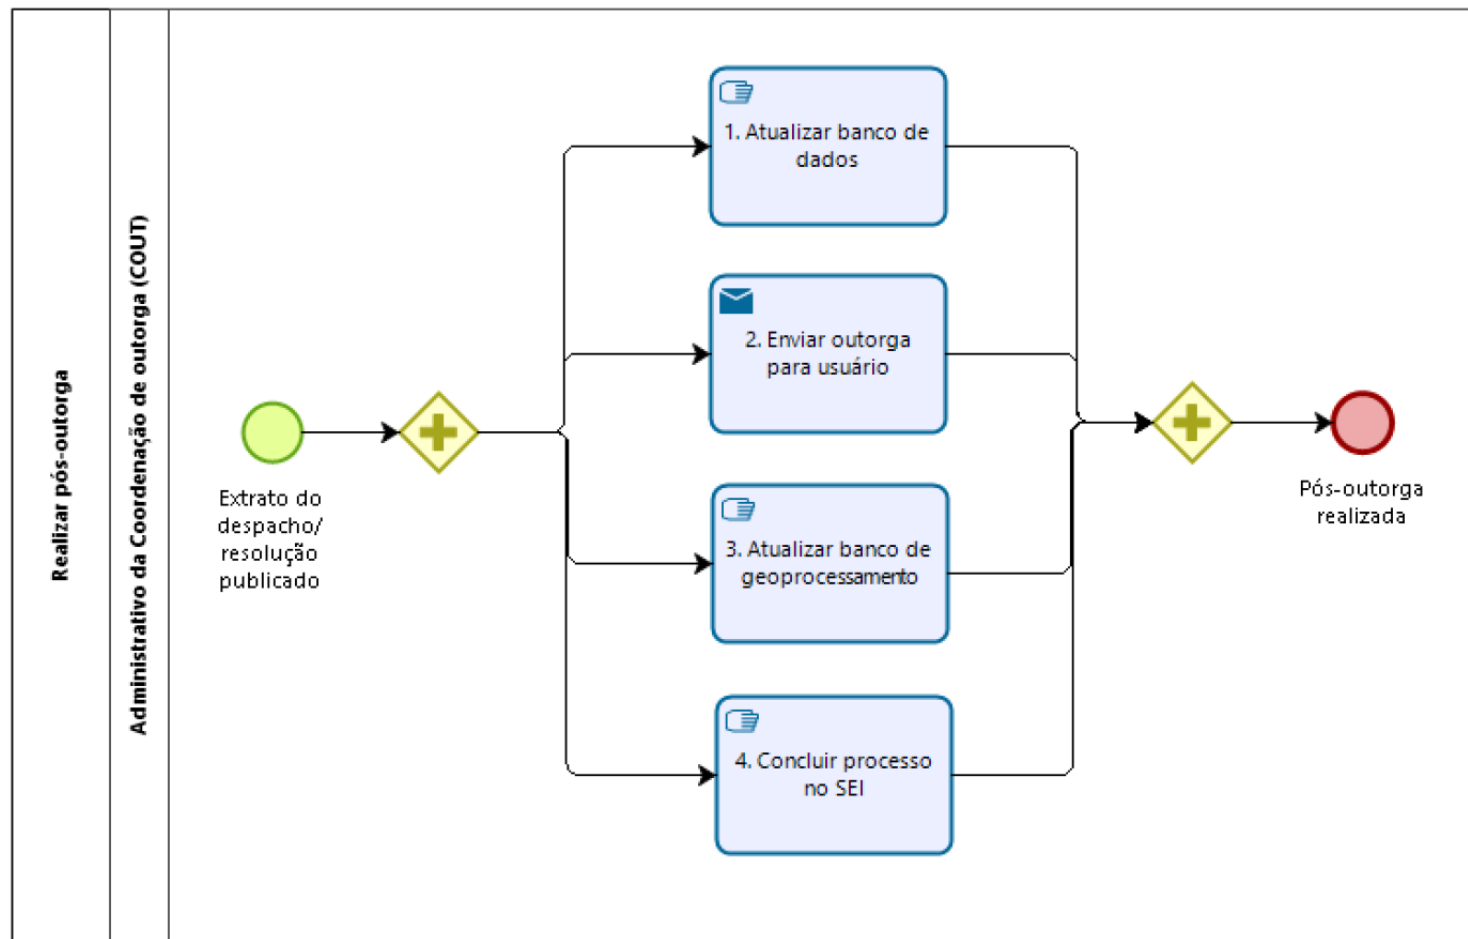 Realizar pós-outorga
Administrativo da Coordenação de outorga (COUT)
Extrato do
despacho/
resolução
publicado
1. Atualizar banco de
dados
2. Enviar outorga
para usuário
3. Atualizar banco de
geoprocessamento
4. Concluir processo
no SEI
Pós-outorga
realizada